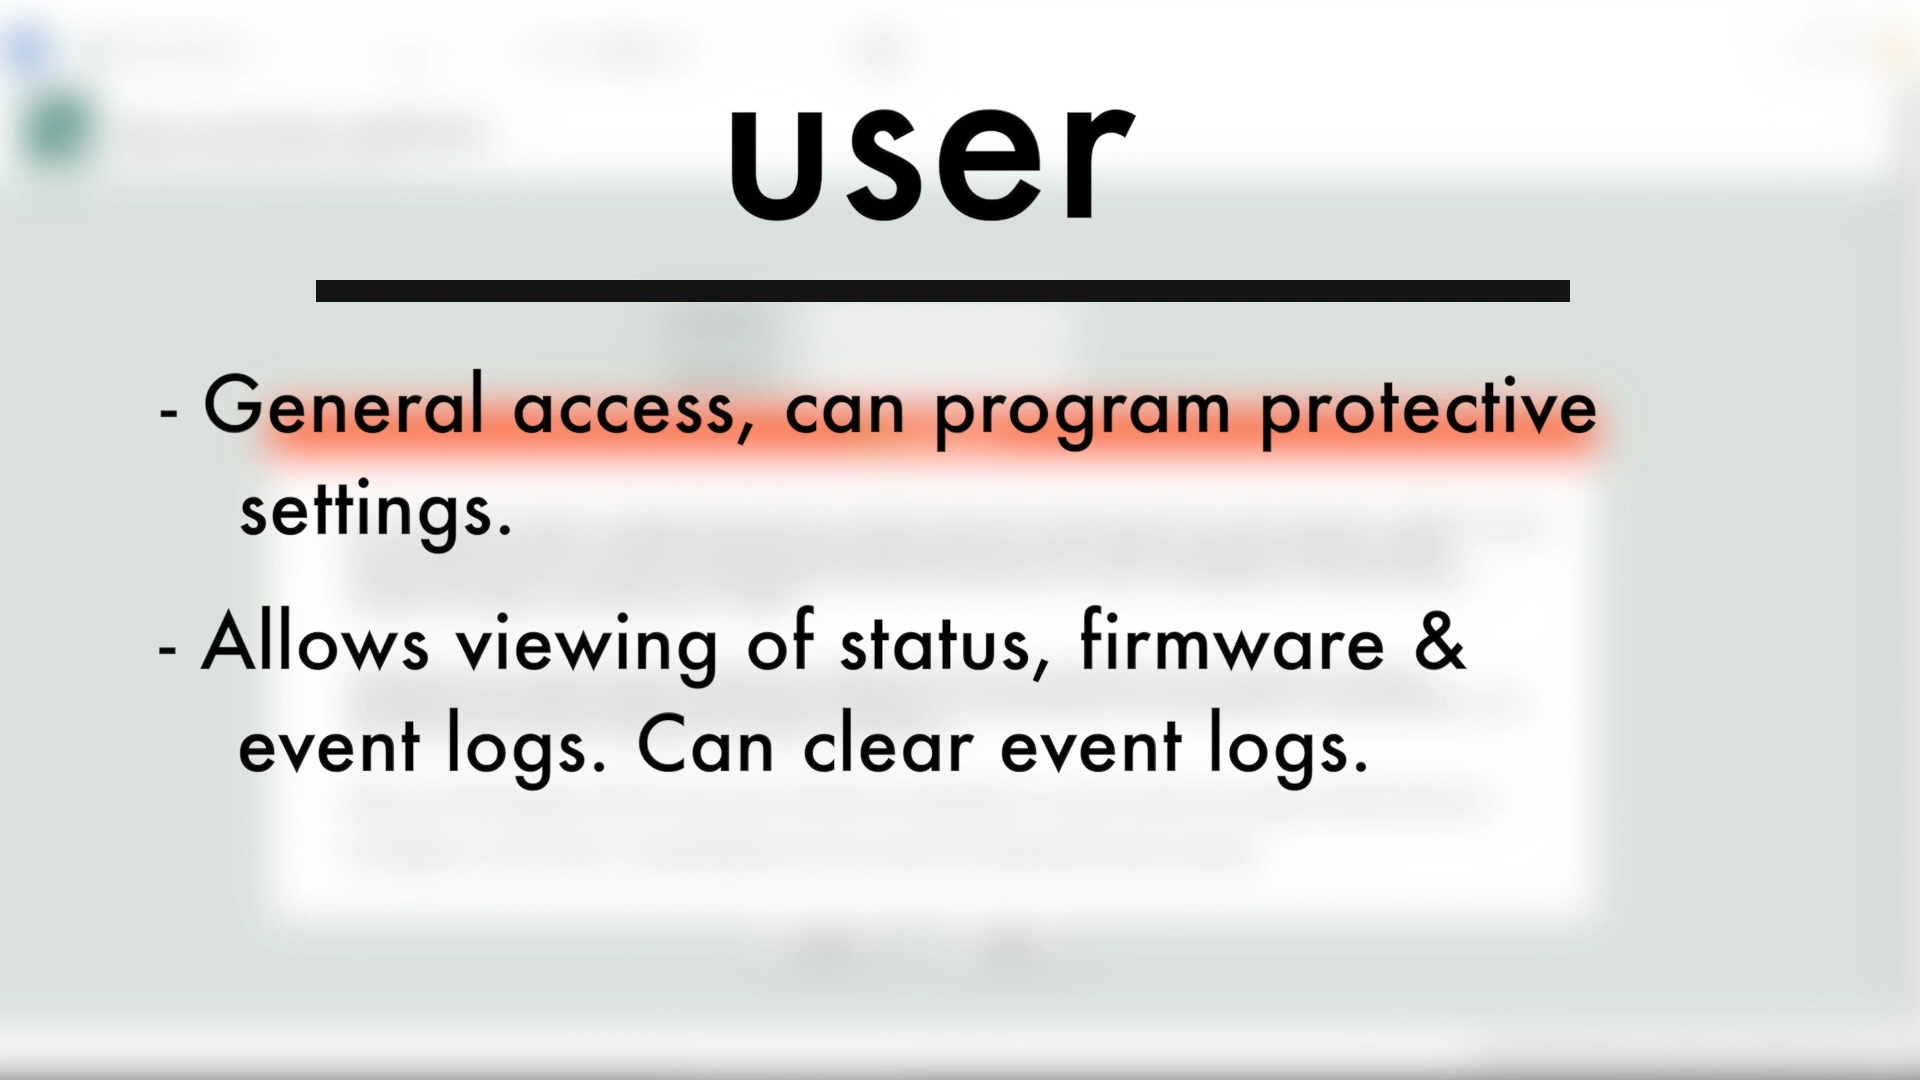 user
- General access, can program protective
settings.
- Allows viewing of status, firmware &
event logs. Can clear event logs.